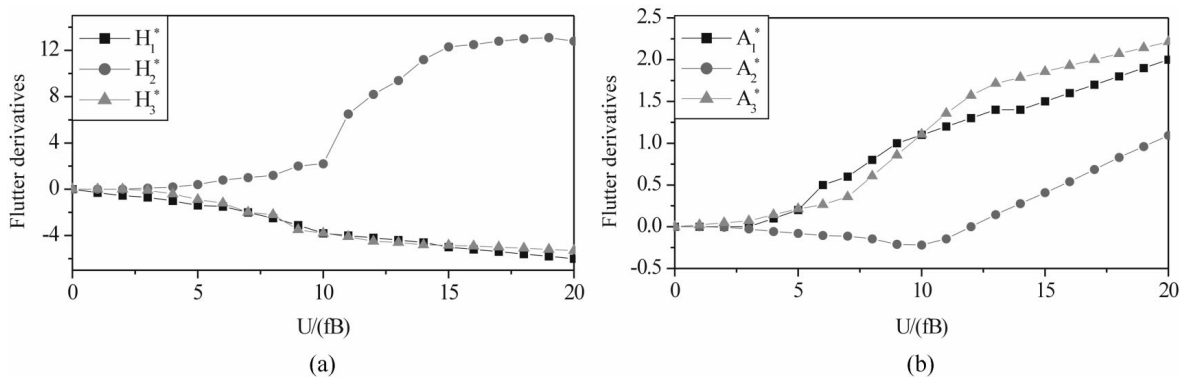 Flutter derivatives
12
8
4
0
-4
H₁*
H₂*
H₃*
0
5
10
15
20
U/(fB)
(a)
Flutter derivatives
2.5
2.0
1.5
1.0
0.5
0.0
-0.5
A₁*
A₂*
A₃*
0
5
10
15
20
U/(fB)
(b)